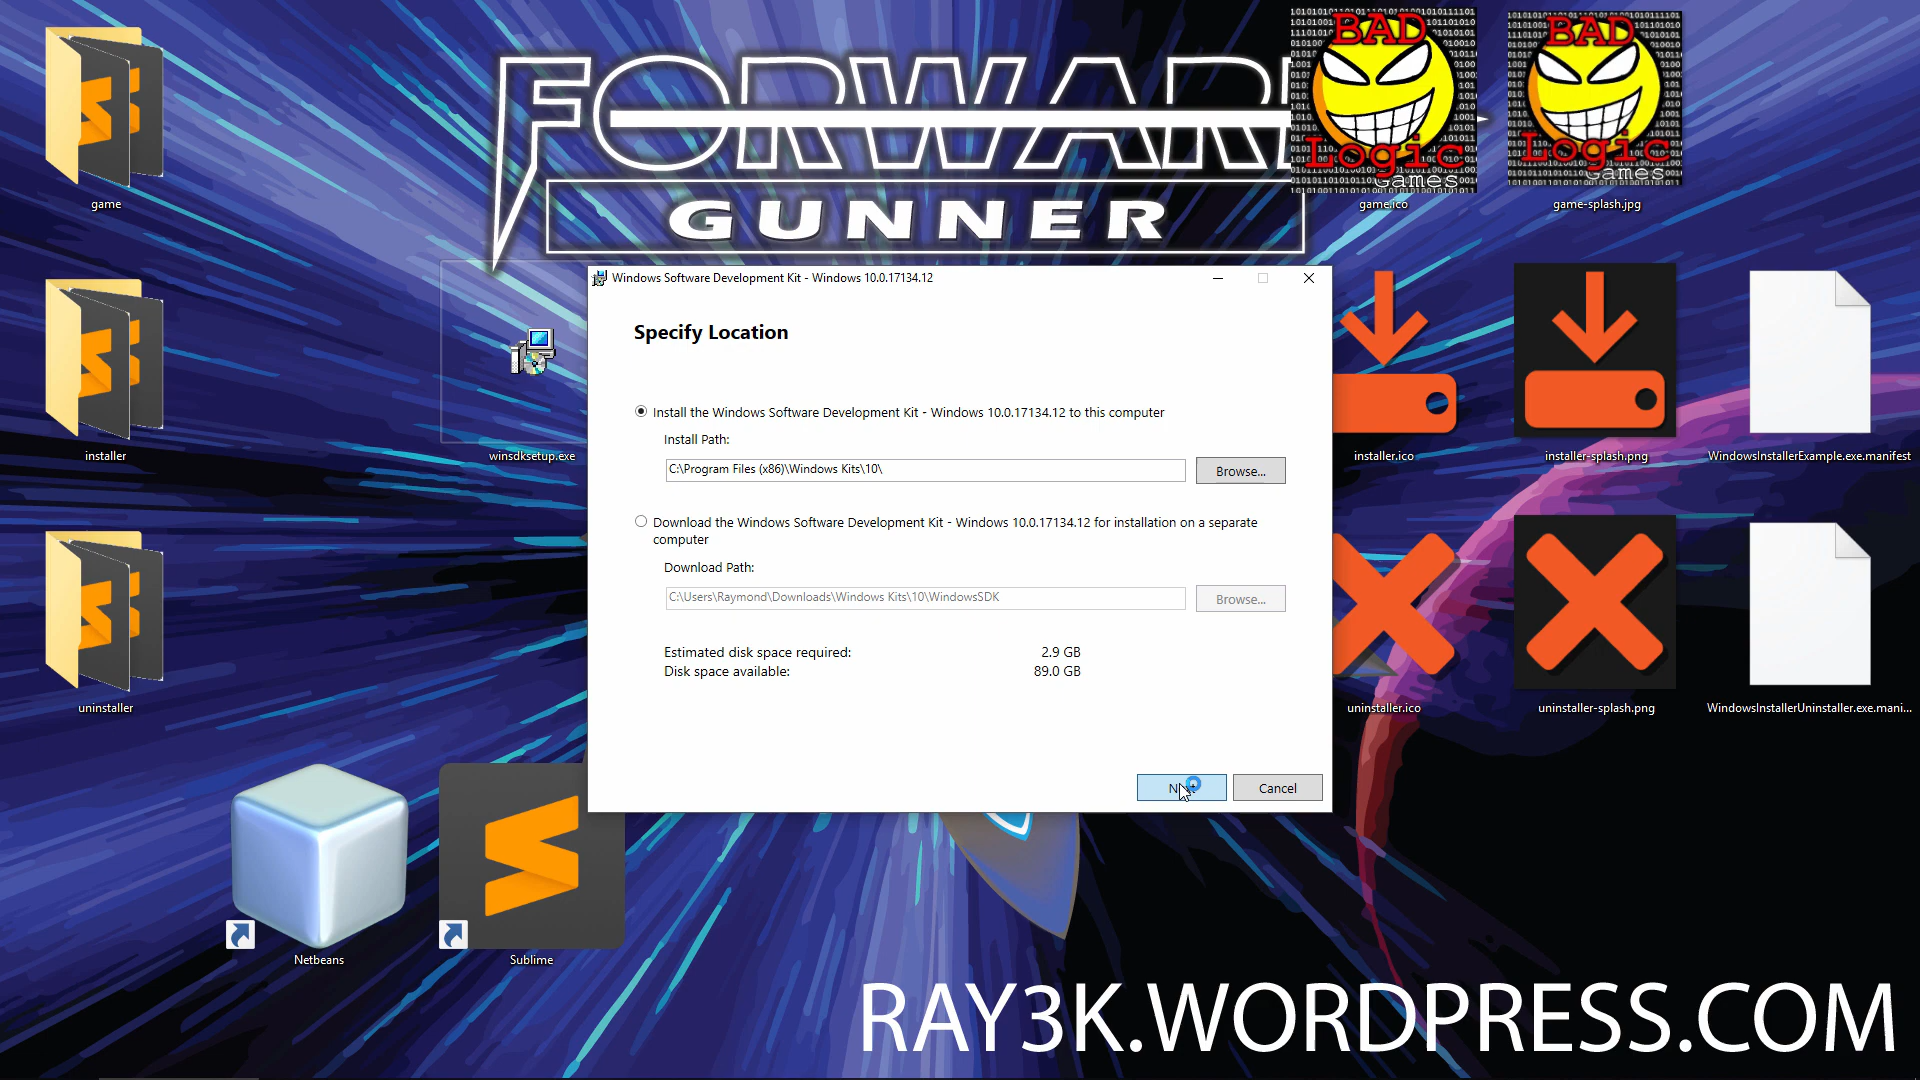 FORWAR
GUNNER
BAD
Logic
Games
BAD
Logic
Games
game
game.ico
game-splash.jpg
Windows Software Development Kit - Windows 10.0.17134.12
Specify Location
Install the Windows Software Development Kit - Windows 10.0.17134.12 to this computer
Install Path:
C:\Program Files (x86)\Windows Kits\10\
Browse...
Download the Windows Software Development Kit - Windows 10.0.17134.12 for installation on a separate
computer
Download Path:
C:\Users\Raymond\Downloads\Windows Kits\10\WindowsSDK
Browse...
Estimated disk space required: 2.9 GB
Disk space available: 89.0 GB
Cancel
installer
winsdksetup.exe
installer.ico
installer-splash.png
WindowsInstallerExample.exe.manifest
uninstaller
uninstaller.ico
uninstaller-splash.png
WindowsInstallerUninstaller.exe.mani...
Netbeans
Sublime
RAY3K.WORDPRESS.COM